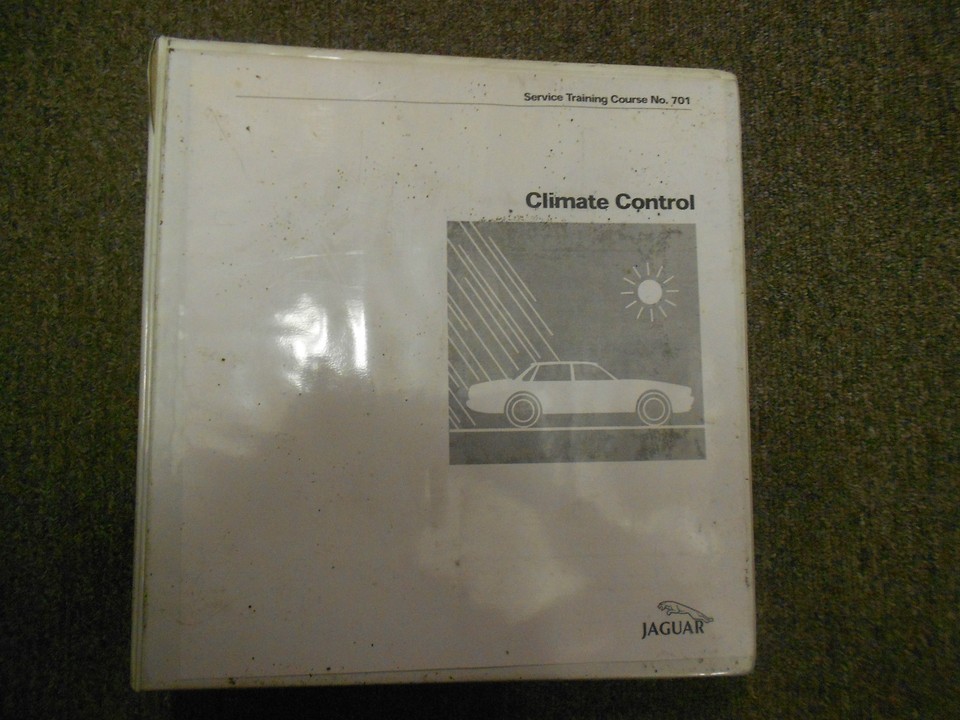 Service Training Course No. 701
Climate Control
JAGUAR